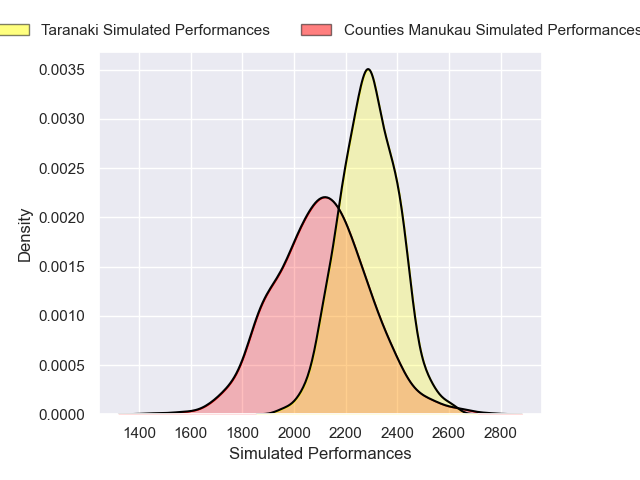 Taranaki Simulated Performances Counties Manukau Simulated Performances
0.0035
0.0030
0.0025
0.0020
0.0015
0.0010
0.0005
0.0000
Density
1400 1600 1800 2000 2200 2400 2600 2800
Simulated Performances